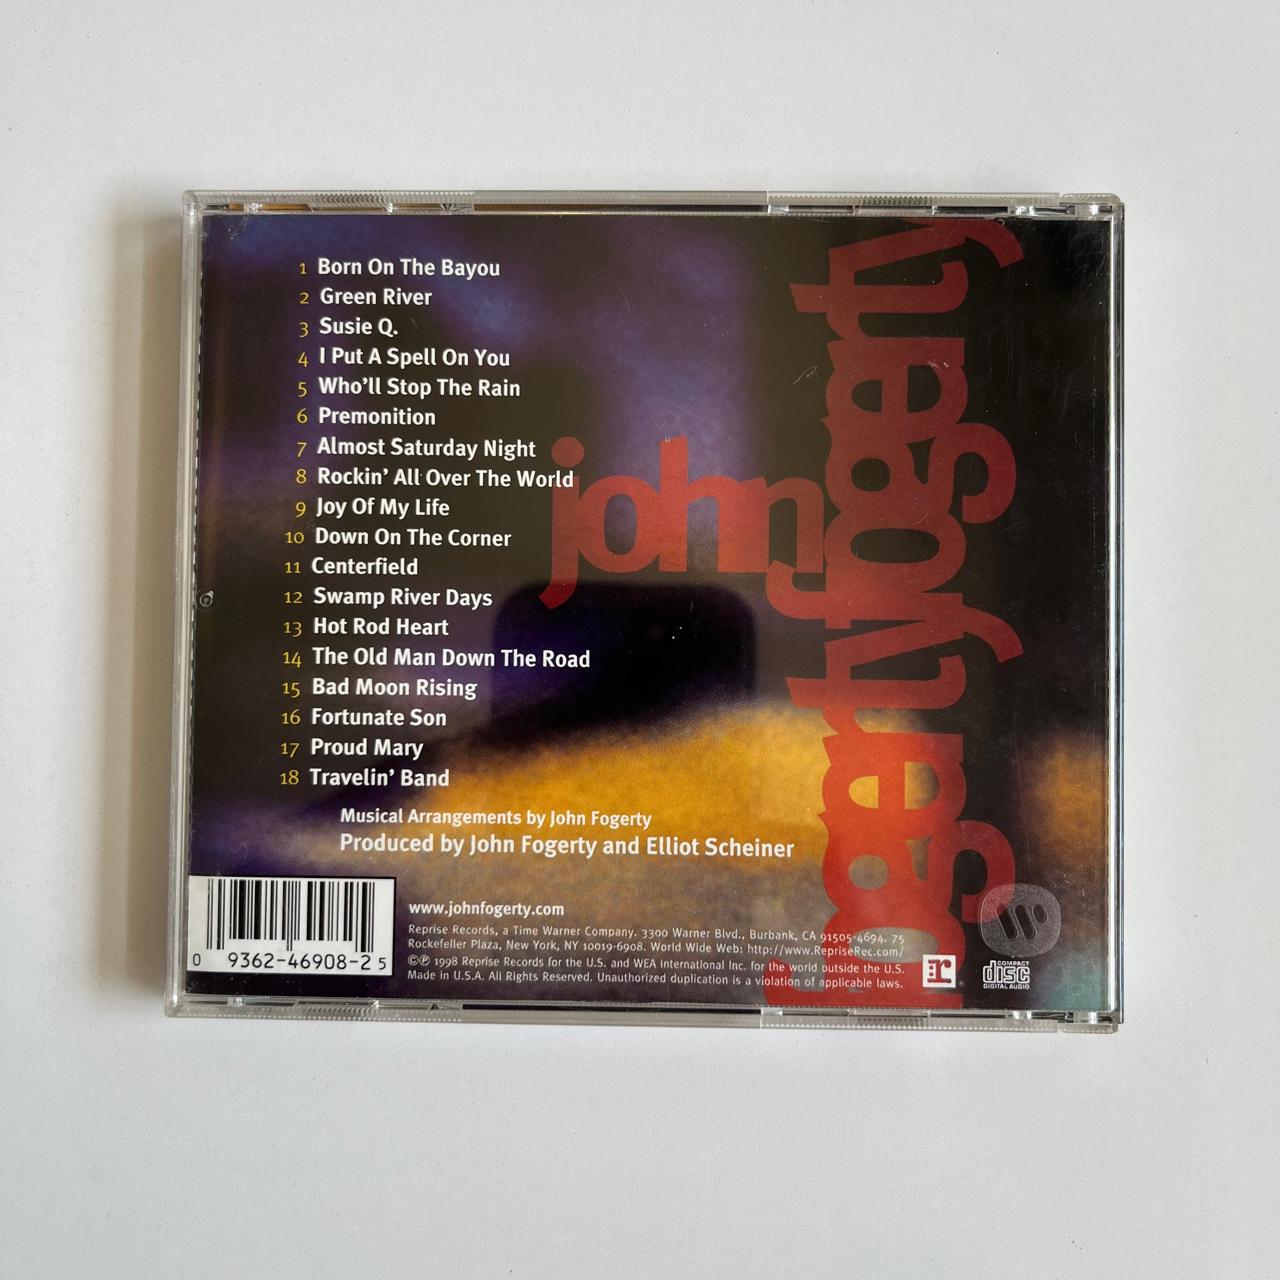 1 Born On The Bayou
2 Green River
3 Susie Q.
4 I Put A Spell On You
5 Who'll Stop The Rain
6 Premonition
7 Almost Saturday Night
8 Rockin' All Over The World
9 Joy Of My Life
10 Down On The Corner
11 Centerfield
12 Swamp River Days
13 Hot Rod Heart
14 The Old Man Down The Road
15 Bad Moon Rising
16 Fortunate Son
17 Proud Mary
18 Travelin' Band
Musical Arrangements by John Fogerty
Produced by John Fogerty and Elliot Scheiner
john
fogerty
fogerty
www.johnfogerty.com
Reprise Records, a Time Warner Company. 3300 Warner Blvd., Burbank, CA 91505-4694. 75
Rockefeller Plaza, New York, NY 10019-6908. World Wide Web: http://www.RepriseRec.com/
©℗ 1998 Reprise Records for the U.S. and WEA International Inc. for the world outside the U.S.
Made in U.S.A. All Rights Reserved. Unauthorized duplication is a violation of applicable laws.
0 9362-46908-2 5
:r®
W
COMPACT
disc
DIGITAL AUDIO